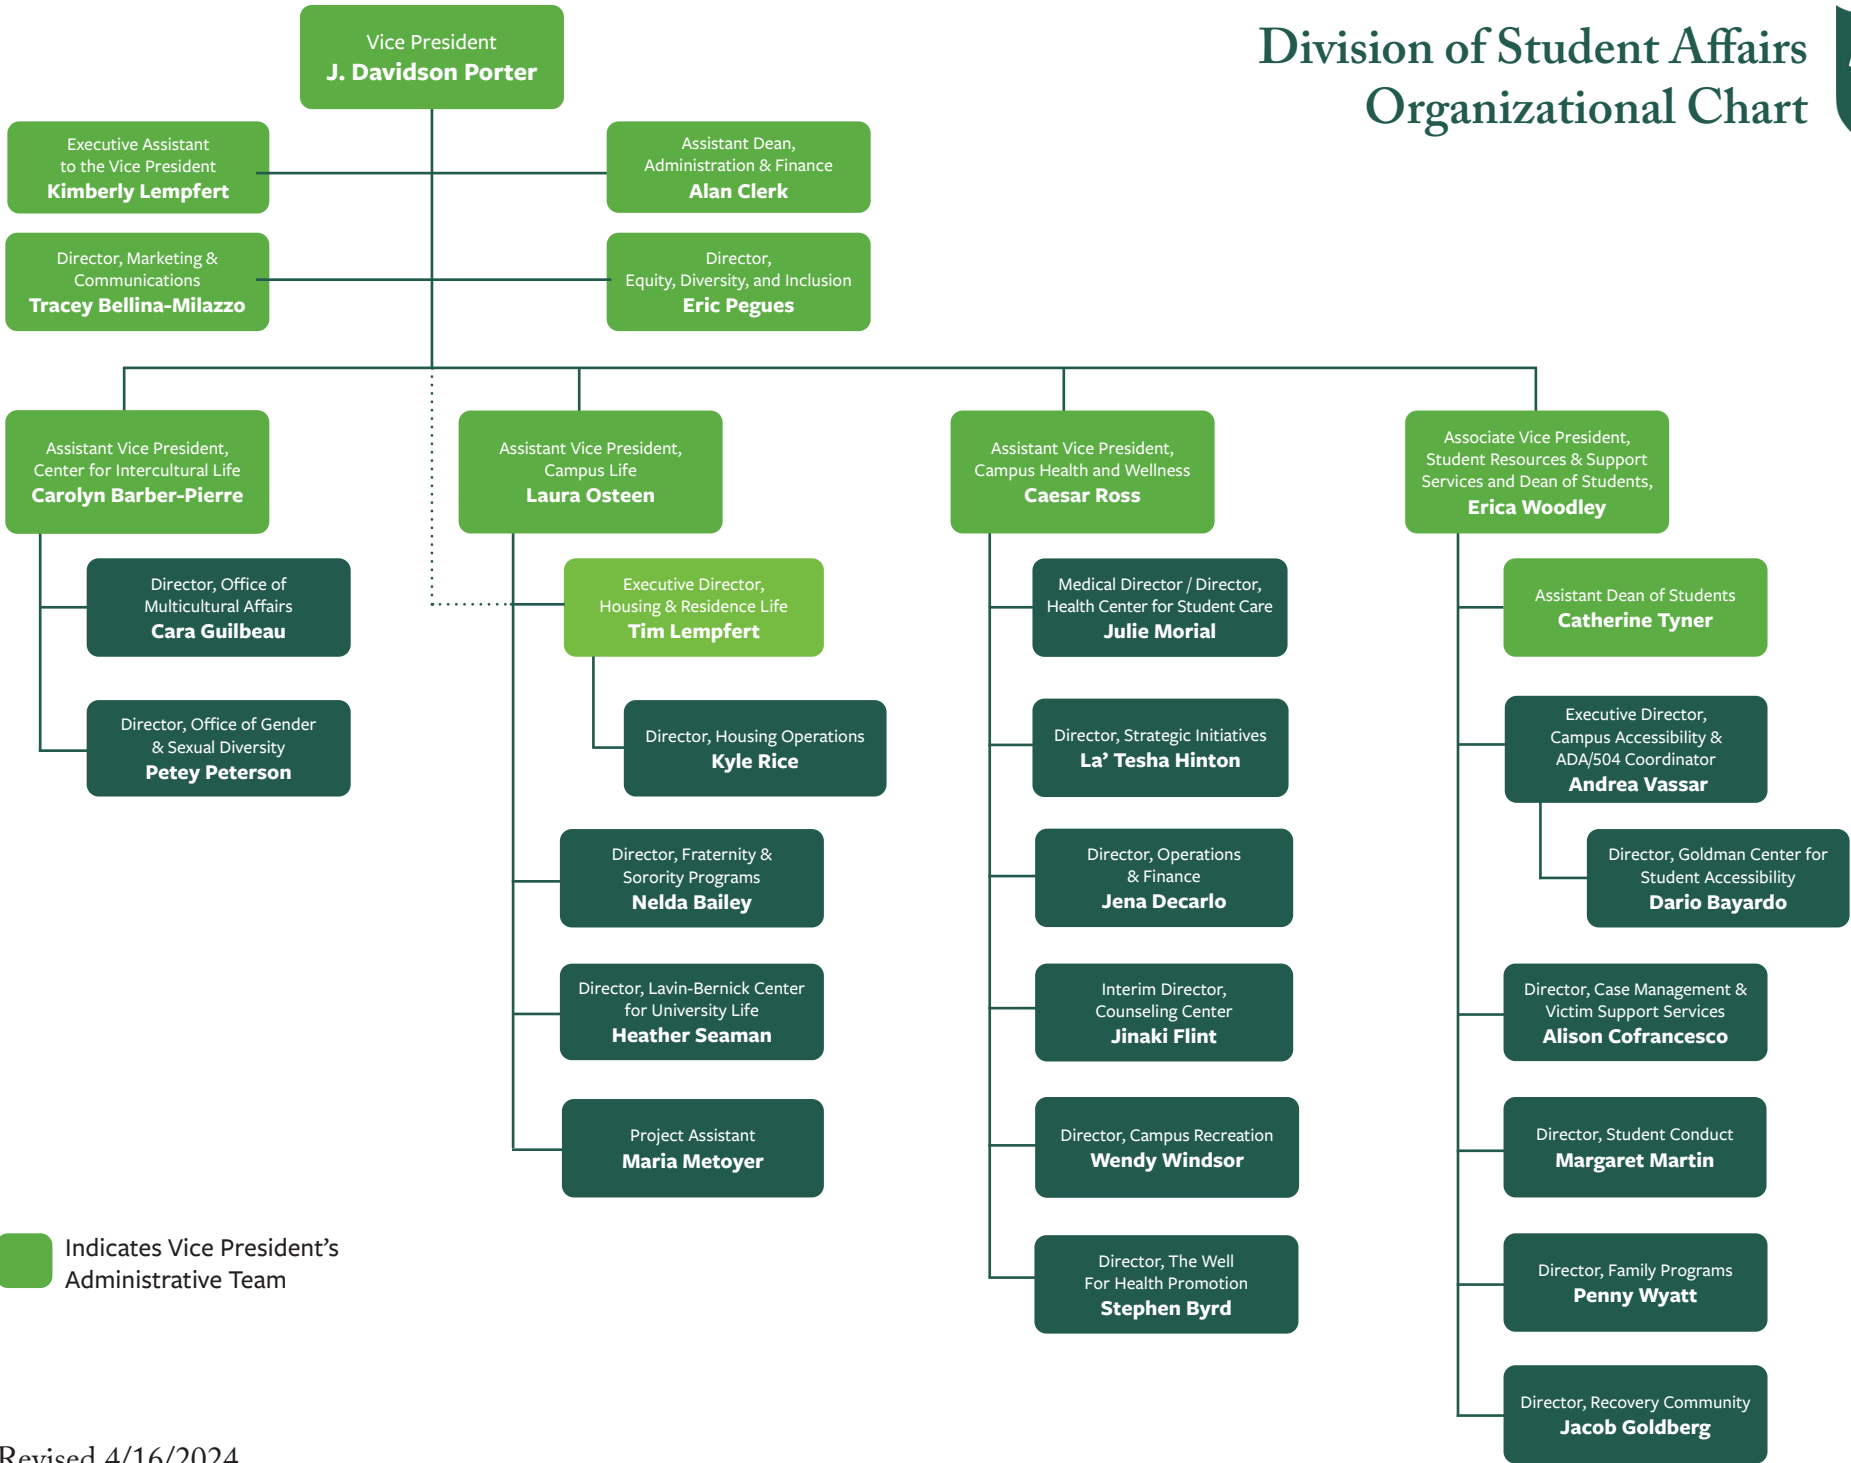 Division of Student Affairs
Organizational Chart
Vice President
J. Davidson Porter
Executive Assistant
to the Vice President
Kimberly Lempfert
Assistant Dean,
Administration & Finance
Alan Clerk
Director, Marketing &
Communications
Tracey Bellina-Milazzo
Director,
Equity, Diversity, and Inclusion
Eric Pegues
Assistant Vice President,
Center for Intercultural Life
Carolyn Barber-Pierre
Director, Office of
Multicultural Affairs
Cara Guilbeau
Director, Office of Gender
& Sexual Diversity
Petey Peterson
Assistant Vice President,
Campus Life
Laura Osteen
Executive Director,
Housing & Residence Life
Tim Lempfert
Director, Housing Operations
Kyle Rice
Director, Fraternity &
Sorority Programs
Nelda Bailey
Director, Lavin-Bernick Center
for University Life
Heather Seaman
Project Assistant
Maria Metoyer
Assistant Vice President,
Campus Health and Wellness
Caesar Ross
Medical Director / Director,
Health Center for Student Care
Julie Morial
Director, Strategic Initiatives
La’ Tesha Hinton
Director, Operations
& Finance
Jena Decarlo
Interim Director,
Counseling Center
Jinaki Flint
Director, Campus Recreation
Wendy Windsor
Director, The Well
For Health Promotion
Stephen Byrd
Associate Vice President,
Student Resources & Support
Services and Dean of Students,
Erica Woodley
Assistant Dean of Students
Catherine Tyner
Executive Director,
Campus Accessibility &
ADA/504 Coordinator
Andrea Vassar
Director, Goldman Center for
Student Accessibility
Dario Bayardo
Director, Case Management &
Victim Support Services
Alison Cofrancesco
Director, Student Conduct
Margaret Martin
Director, Family Programs
Penny Wyatt
Director, Recovery Community
Jacob Goldberg
Indicates Vice President’s
Administrative Team
Revised 4/16/2024